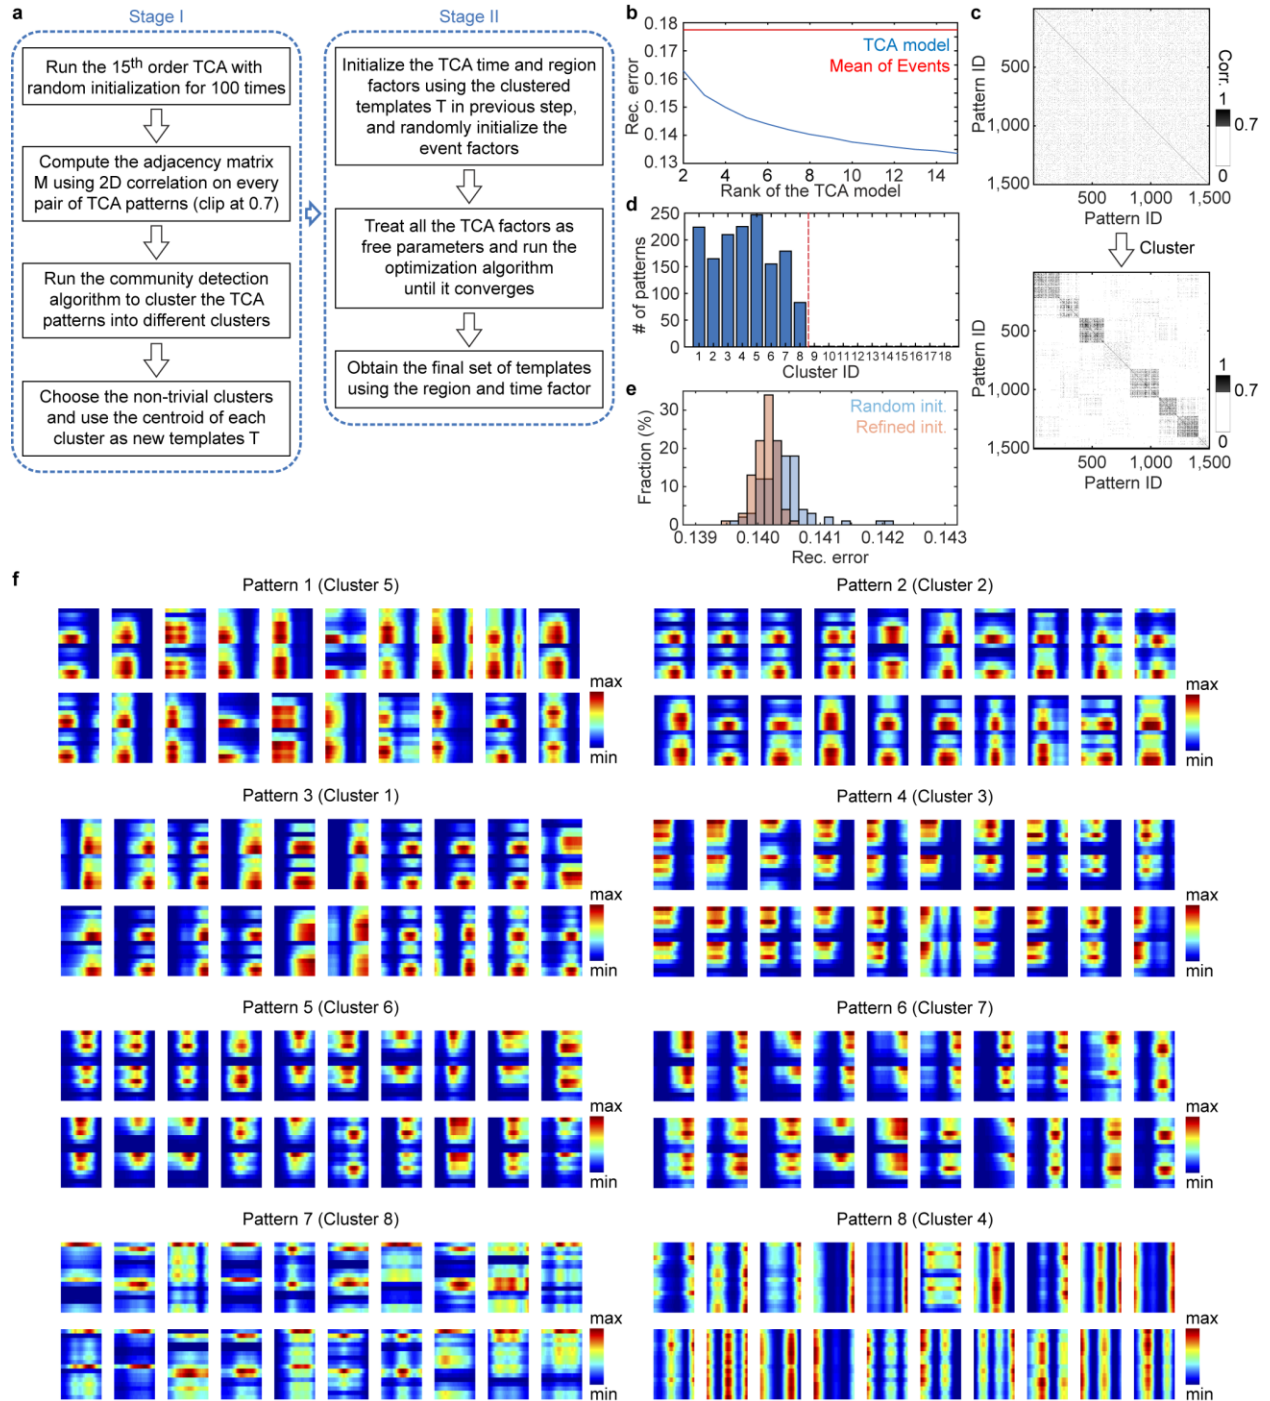 a
Stage I
Stage II
Run the 15th order TCA with
random initialization for 100 times
Compute the adjacency matrix
M using 2D correlation on every
pair of TCA patterns (clip at 0.7)
Run the community detection
algorithm to cluster the TCA
patterns into different clusters
Choose the non-trivial clusters
and use the centroid of each
cluster as new templates T
Initialize the TCA time and region
factors using the clustered
templates T in previous step,
and randomly initialize the
event factors
Treat all the TCA factors as
free parameters and run the
optimization algorithm
until it converges
Obtain the final set of templates
using the region and time factor
b
0.18
0.17
0.16
0.15
0.14
0.13
Rec. error
TCA model
Mean of Events
2 4 6 8 10 12 14
Rank of the TCA model
c
Pattern ID
500
1,000
1,500
500 1,000 1,500
Pattern ID
Corr.
1
0.7
0
Cluster
Pattern ID
500
1,000
1,500
500 1,000 1,500
Pattern ID
1
0.7
0
d
250
200
150
100
50
0
# of patterns
1 2 3 4 5 6 7 8 9 10 11 12 13 14 15 16 17 18
Cluster ID
e
30
20
10
0
Fraction (%)
Random init.
Refined init.
0.139 0.140 0.141 0.142 0.143
Rec. error
f
Pattern 1 (Cluster 5)
max
min
Pattern 2 (Cluster 2)
max
min
Pattern 3 (Cluster 1)
max
min
Pattern 4 (Cluster 3)
max
min
Pattern 5 (Cluster 6)
max
min
Pattern 6 (Cluster 7)
max
min
Pattern 7 (Cluster 8)
max
min
Pattern 8 (Cluster 4)
max
min